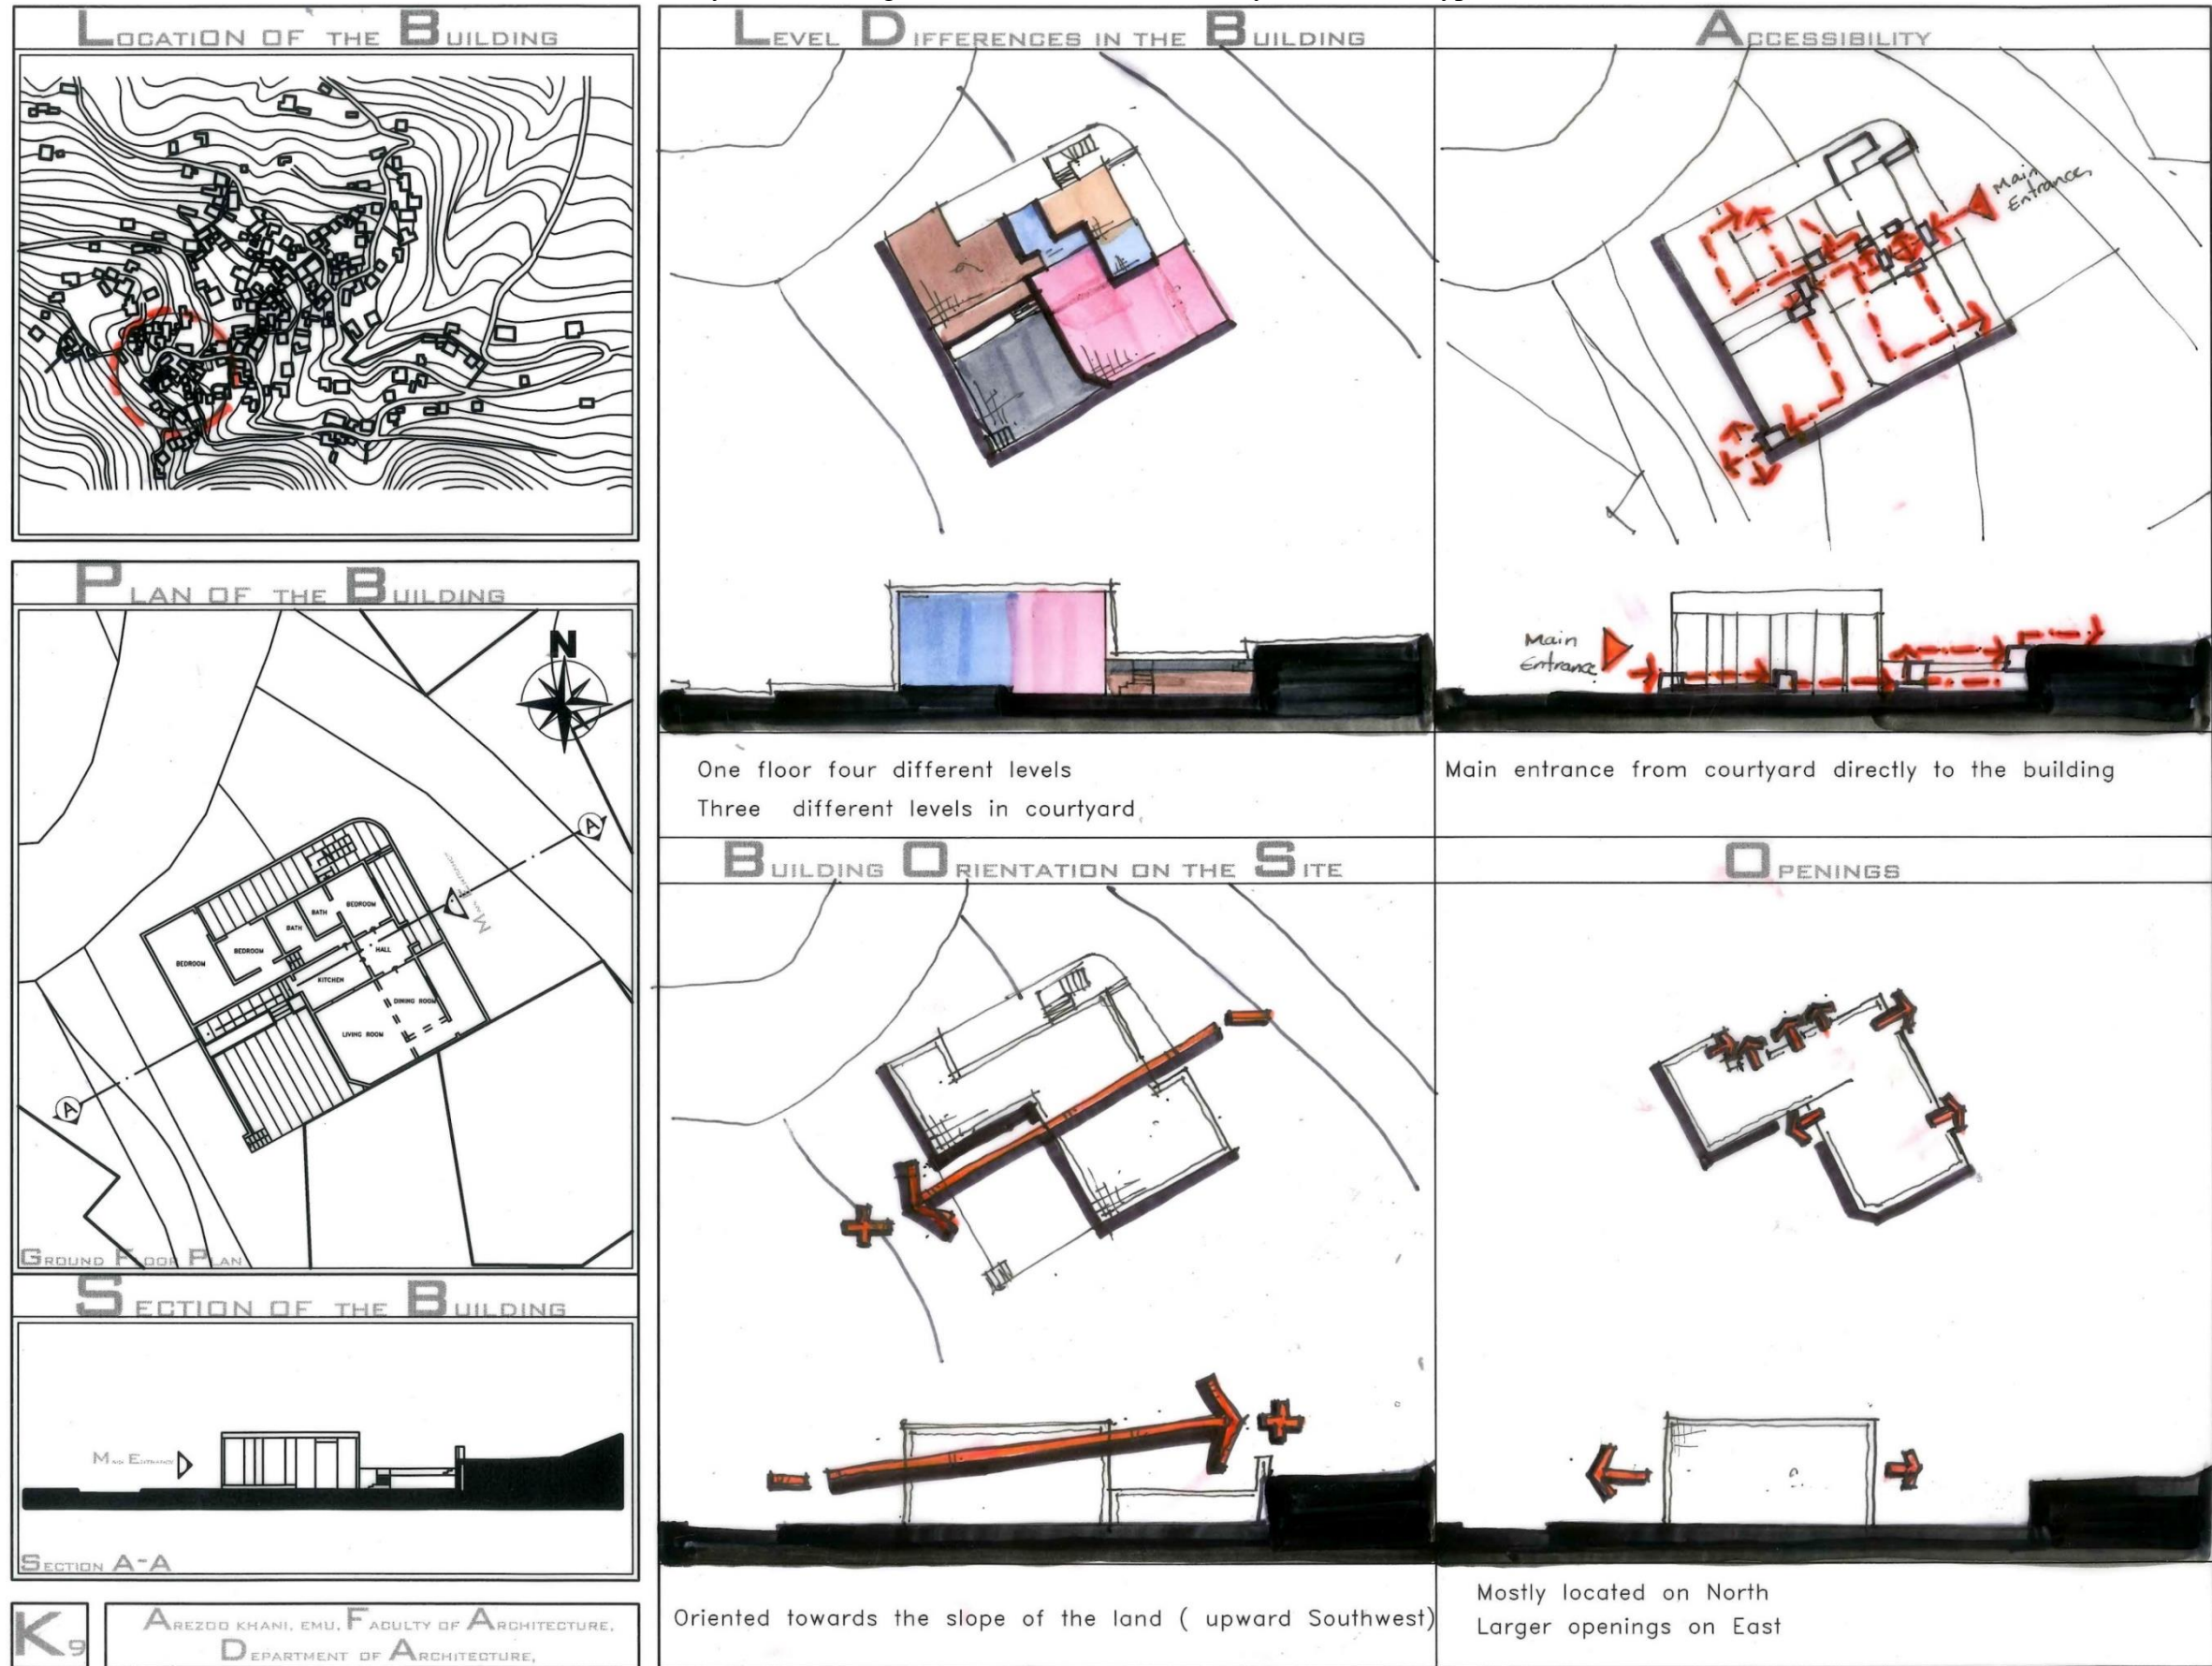 LOCATION OF THE BUILDING
PLAN OF THE BUILDING
N
A
MAIN ENTRANCE
BATH
BEDROOM
BATH
BEDROOM
HALL
BEDROOM
KITCHEN
DINING ROOM
LIVING ROOM
A
GROUND FLOOR PLAN
SECTION OF THE BUILDING
MAIN ENTRANCE
SECTION A-A
K9
AREZOO KHANI, EMU, FACULTY OF ARCHITECTURE,
DEPARTMENT OF ARCHITECTURE,
LEVEL DIFFERENCES IN THE BUILDING
One floor four different levels
Three different levels in courtyard
ACCESSIBILITY
Main
Entrances
Main
Entrance
Main entrance from courtyard directly to the building
BUILDING ORIENTATION ON THE SITE
Oriented towards the slope of the land ( upward Southwest)
OPENINGS
Mostly located on North
Larger openings on East